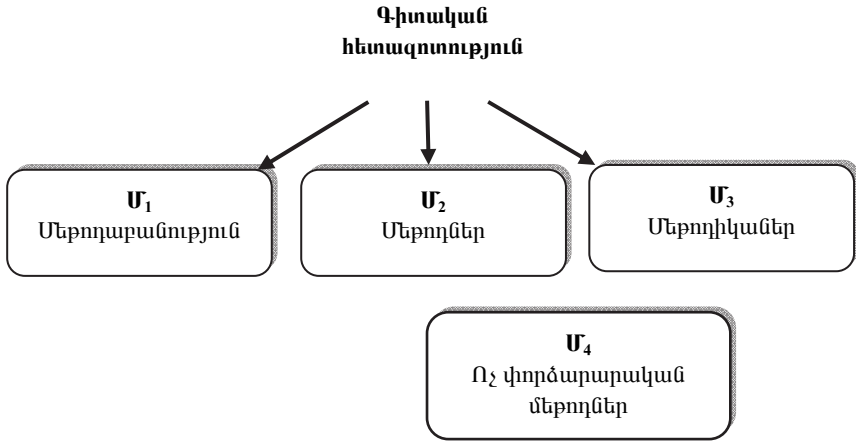 Գիտական
հետազոտություն
Մ1
Մեթոդաբանություն
Մ2
Մեթոդներ
Մ3
Մեթոդիկաներ
Մ4
Ոչ փորձարարական
մեթոդներ